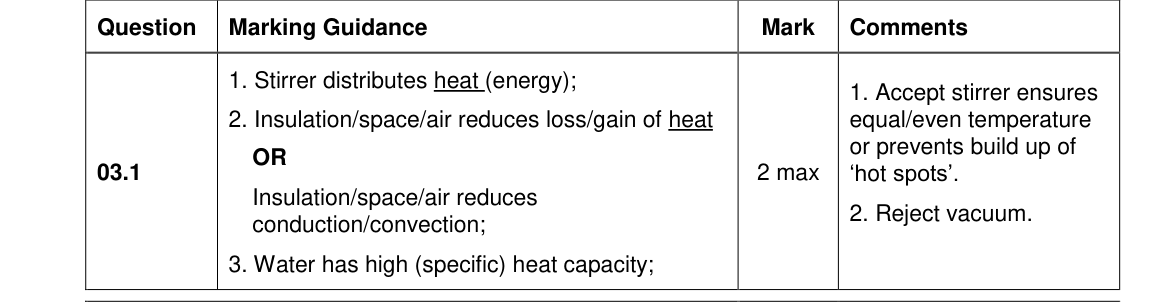 Question Marking Guidance Mark Comments
03.1
1. Stirrer distributes heat (energy);
2. Insulation/space/air reduces loss/gain of heat
OR
Insulation/space/air reduces
conduction/convection;
3. Water has high (specific) heat capacity;
2 max
1. Accept stirrer ensures
equal/even temperature
or prevents build up of
‘hot spots’.
2. Reject vacuum.